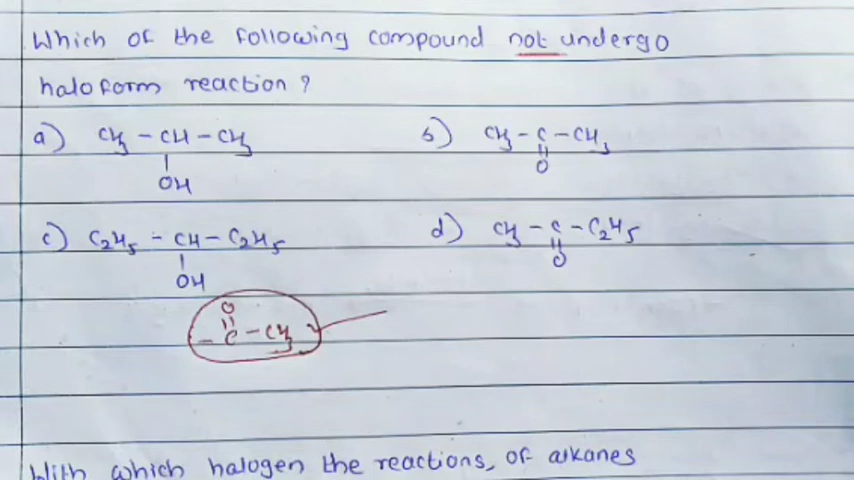 Which of the following compound not undergo
haloform reaction ?
a) CH3 - CH - CH3
OH
b) CH3 - C - CH3
O
c) C2H5 - CH - C2H5
OH
d) CH3 - C - C2H5
O
O
- C - CH3
With which halogen the reactions, of alkanes